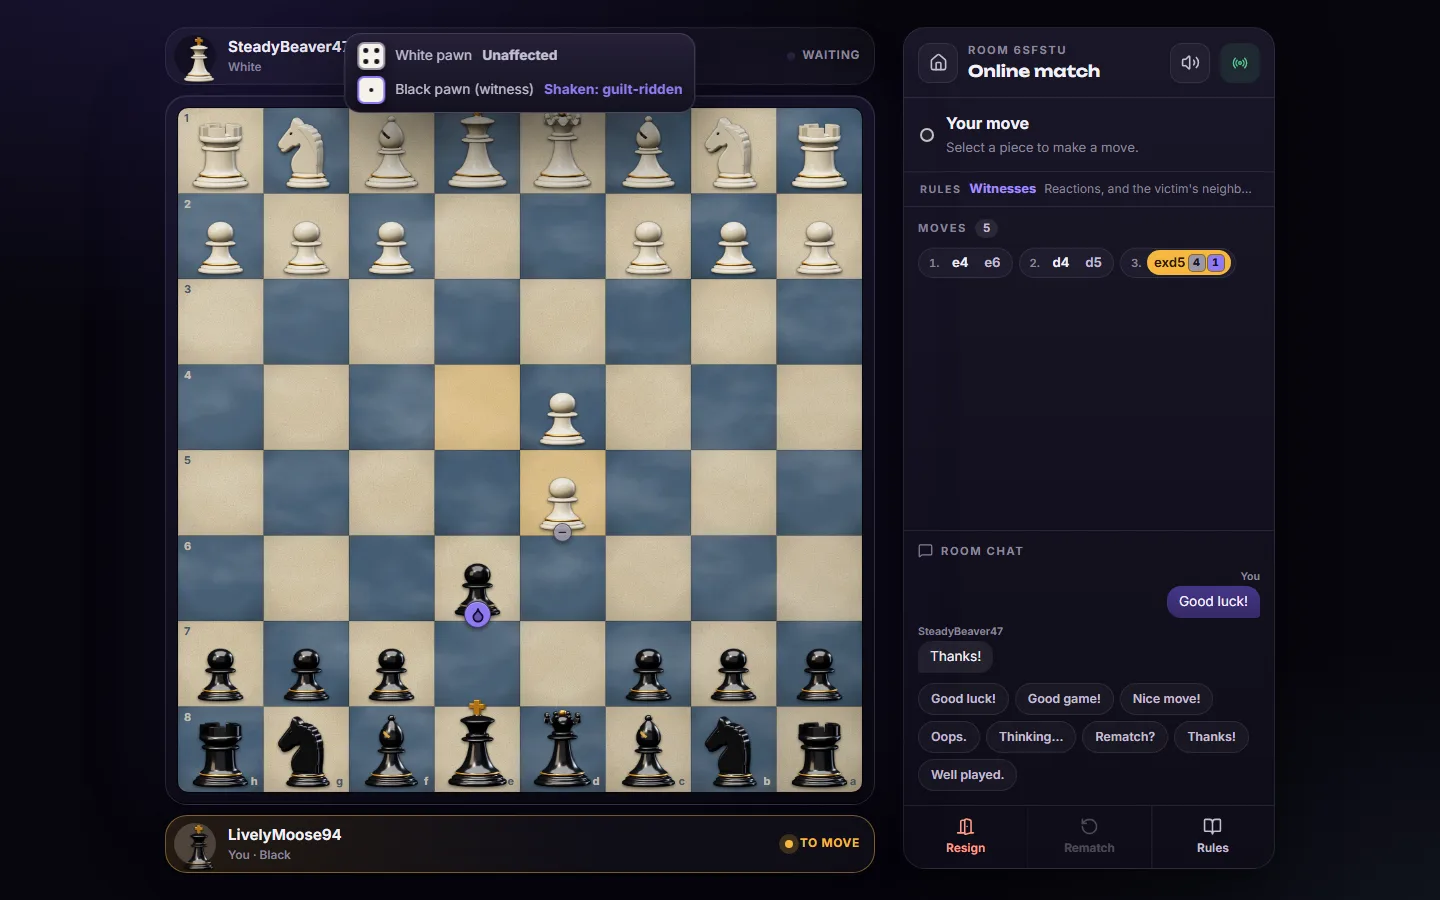 SteadyBeaver47
White
White pawn Unaffected
Black pawn (witness) Shaken: guilt-ridden
WAITING
1
2
3
4
5
6
7
8
h g f e d c b a
LivelyMoose94
You · Black
TO MOVE
ROOM 6SFSTU
Online match
Your move
Select a piece to make a move.
RULES Witnesses Reactions, and the victim's neighb...
MOVES 5
1. e4 e6 2. d4 d5 3. exd5 4 1
ROOM CHAT
You
Good luck!
SteadyBeaver47
Thanks!
Good luck! Good game! Nice move!
Oops. Thinking... Rematch? Thanks!
Well played.
Resign Rematch Rules